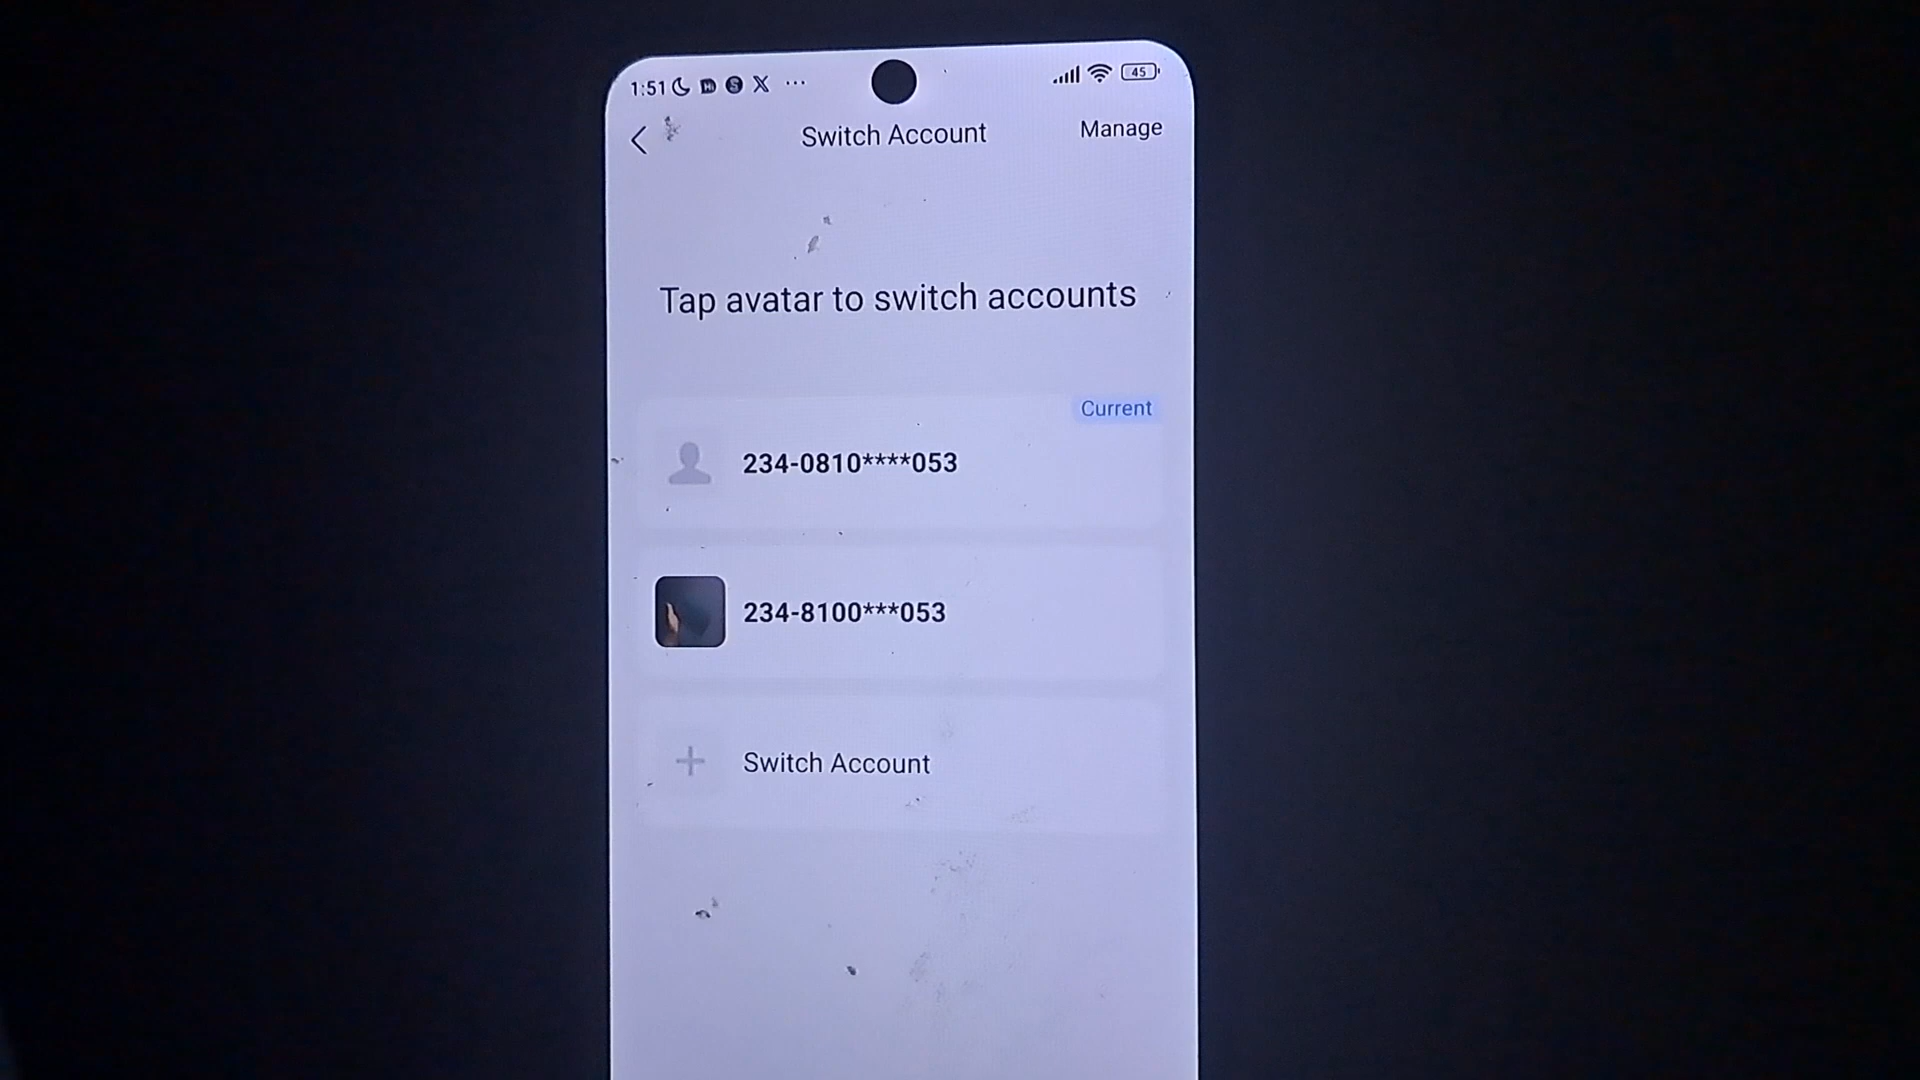 1:51 ... 45
Switch Account
Manage
Tap avatar to switch accounts
Current
234-0810****053
234-8100***053
Switch Account